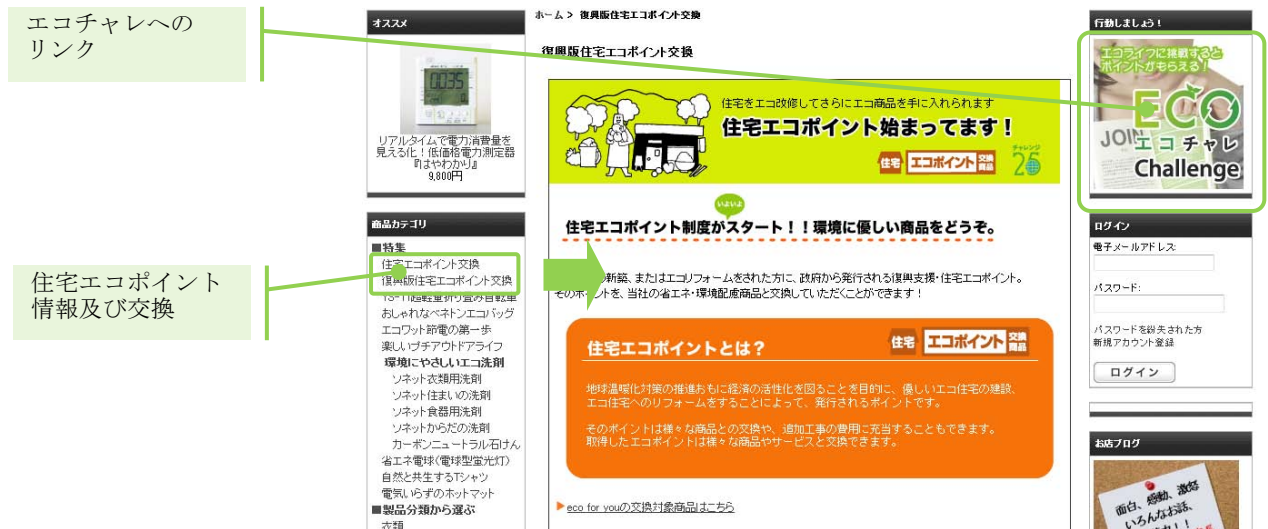 エコチャレへの
リンク
住宅エコポイント
情報及び交換
オススメ
リアルタイムで電力消費量を
見える化！低価格電力測定器
『はやわかり』
9,800円
商品カテゴリ
■特集
住宅エコポイント交換
復興版住宅エコポイント交換
おしゃれなベネトンエコバッグ
エコワット節電の第一歩
楽しいプチアウトドアライフ
環境にやさしいエコ洗剤
ソネット衣類用洗剤
ソネット住まいの洗剤
ソネット食器用洗剤
ソネットからだの洗剤
カーボンニュートラル石けん
省エネ電球(電球型蛍光灯)
自然と共生するTシャツ
電気いらずのホットマット
■製品分類から選ぶ
衣類
ホーム > 復興版住宅エコポイント交換
復興版住宅エコポイント交換
住宅をエコ改修してさらにエコ商品を手に入れられます
住宅エコポイント始まってます！
住宅 エコポイント 交換商品
チャレンジ
25
いよいよ
住宅エコポイント制度がスタート！！環境に優しい商品をどうぞ。
の新築、またはエコリフォームをされた方に、政府から発行される復興支援・住宅エコポイント。
そのポイントを、当社の省エネ・環境配慮商品と交換していただくことができます！
住宅エコポイントとは？
住宅 エコポイント 交換商品
地球温暖化対策の推進おもに経済の活性化を図ることを目的に、優しいエコ住宅の建設、
エコ住宅へのリフォームをすることによって、発行されるポイントです。
そのポイントは様々な商品との交換や、追加工事の費用に充当することもできます。
取得したエコポイントは様々な商品やサービスと交換できます。
eco for youの交換対象商品はこちら
行動しましょう！
エコライフに挑戦すると
ポイントがもらえる！
ECO
JOIN
エコチャレ
Challenge
ログイン
電子メールアドレス:
パスワード:
パスワードを紛失された方
新規アカウント登録
ログイン
お店ブログ
面白、感動、激怒
いろんなお話、